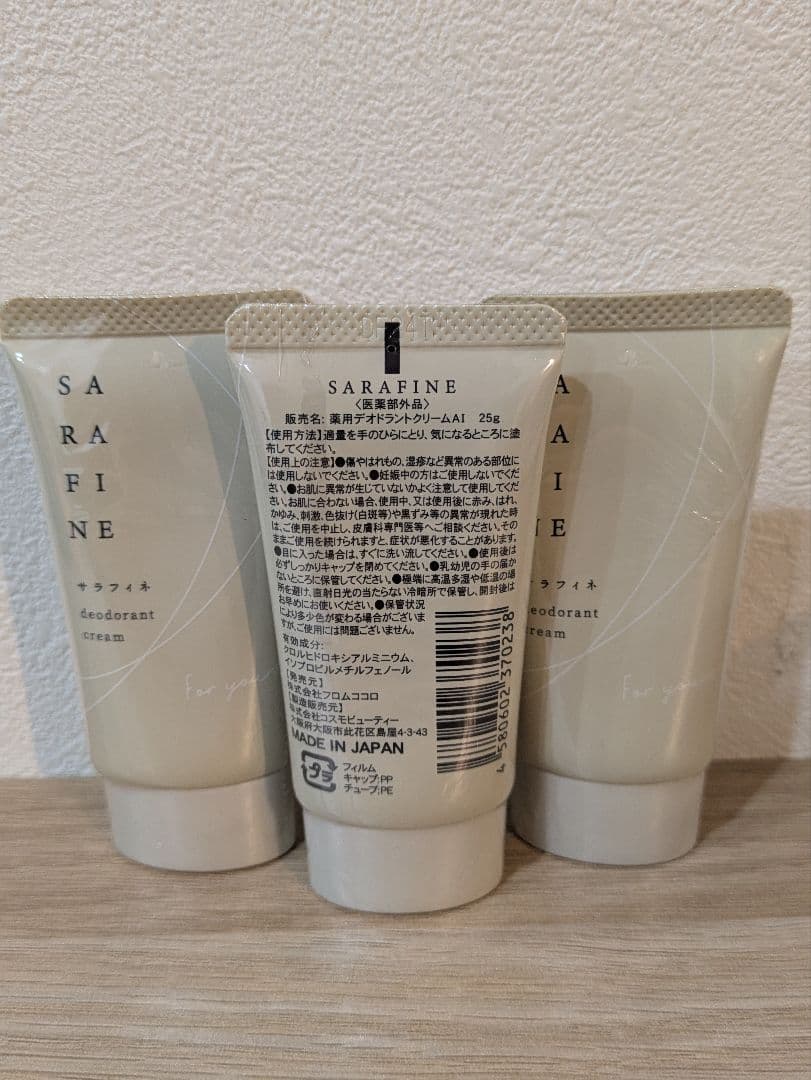 SA
RA
FI
NE
サラフィネ
deodorant
cream
For your
SARAFINE
〈医薬部外品〉
販売名: 薬用デオドラントクリームAI 25g
【使用方法】適量を手のひらにとり、気になるところに塗
布してください。
【使用上の注意】●傷やはれもの、湿疹など異常のある部位に
は使用しないでください。●妊娠中の方はご使用しないでくだ
さい。●お肌に異常が生じていないかよく注意して使用してくだ
さい。お肌に合わない場合、使用中、又は使用後に赤み、はれ、
かゆみ、刺激、色抜け(白斑等)や黒ずみ等の異常が現れた時
は、ご使用を中止し、皮膚科専門医等へご相談ください。その
ままご使用を続けられますと、症状が悪化することがあります。
●目に入った場合は、すぐに洗い流してください。●使用後は
必ずしっかりキャップを閉めてください。●乳幼児の手の届か
ないところに保管してください。●極端に高温多湿や低温の場
所を避け、直射日光の当たらない冷暗所で保管し、開封後は
お早めにお使いください。●保管状況
により多少色が変わる場合がございま
すが、ご使用には問題ございません。
有効成分:
クロルヒドロキシアルミニウム、
イソプロピルメチルフェノール
【発売元】
株式会社フロムココロ
【製造販売元】
株式会社コスモビューティー
大阪府大阪市此花区島屋4-3-43
MADE IN JAPAN
プラ
フィルム
キャップ:PP
チューブ:PE
4580602370238
A
A
I
E
サラフィネ
deodorant
cream
For you